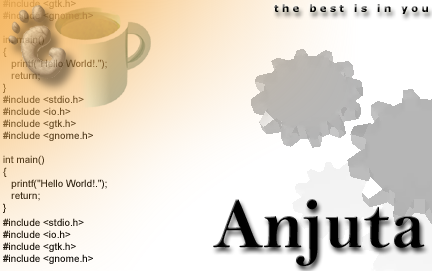 the best is in you
#include <gtk.h>
#include <gnome.h>
int main()
{
printf("Hello World!.");
return;
}
#include <stdio.h>
#include <io.h>
#include <gtk.h>
#include <gnome.h>
int main()
{
printf("Hello World!.");
return;
}
#include <stdio.h>
#include <io.h>
#include <gtk.h>
#include <gnome.h>
Anjuta